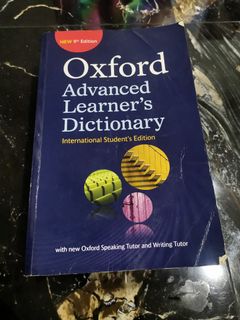 NEW 9th Edition
Oxford
Advanced
Learner's
Dictionary
International Student's Edition
with new Oxford Speaking Tutor and Writing Tutor